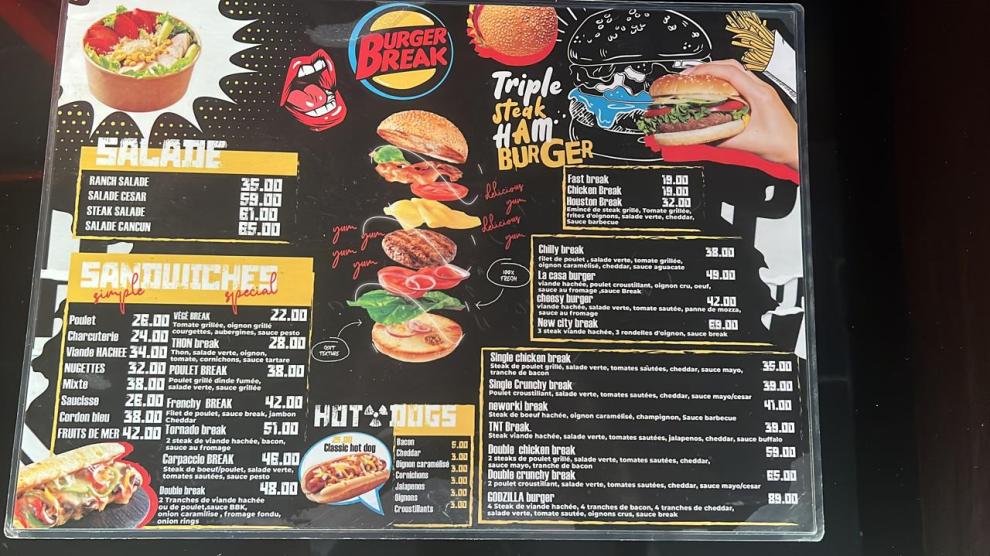 BURGER
BREAK
Triple
Steak
HAM
BURGER
SALADE
RANCH SALADE 35.00
SALADE CESAR 59.00
STEAK SALADE 61.00
SALADE CANCUN 65.00
SANDWICHES
simple special
Poulet 26.00
Charcuterie 24.00
Viande HACHEE 34.00
NUGETTES 32.00
Mixte 38.00
Saucisse 26.00
Cordon bleu 38.00
FRUITS DE MER 42.00
VÉGÉ BREAK 22.00
Tomate grillée, oignon grillé
courgettes, aubergines, sauce pesto
THON break 28.00
Thon, salade verte, oignon,
tomate, cornichons, sauce tartare
POULET BREAK 38.00
Poulet grillé dinde fumée,
salade verte, sauce grillée
Frenchy BREAK 42.00
Filet de poulet, sauce break, jambon
Cheddar
Tornado break 51.00
2 steak de viande hachée, bacon,
sauce au fromage
Carpaccio BREAK 46.00
Steak de boeuf/poulet, salade verte,
tomates sautées, sauce pesto
Double break 48.00
2 Tranches de viande hachée
ou de poulet,sauce BBK,
onion caramilise , fromage fondu,
onion rings
yum yum
yum yum
yum
delicious
yum
delicious
yum
100%
FRESH
SOFT
TEXTURE
HOT DOGS
25.00
Classic hot dog
Bacon 5.00
Cheddar 3.00
Oignon caramélisé 3.00
Cornichons 3.00
Jalapenos 3.00
Oignons 3.00
Croustillants 3.00
Fast break 19.00
Chicken Break 19.00
Houston Break 32.00
Emincé de steak grillé, Tomate grillée,
frites d'oignons, salade verte, cheddar,
Sauce barbecue
Chilly break 38.00
filet de poulet , salade verte, tomate grillée,
oignon caramélisé, cheddar, sauce aguacate
La casa burger 49.00
viande hachée, poulet croustillant, oignon cru, oeuf,
sauce au fromage ,sauce Break
cheesy burger 42.00
viande hachée, salade verte, tomate sautée, panne de mozza,
sauce au fromage
New city break 69.00
3 steak viande hachée, 3 rondelles d'oignon, sauce break
Single chicken break 35.00
Steak de poulet grillé, salade verte, tomates sautées, cheddar, sauce mayo,
tranche de bacon
Single Crunchy break 39.00
Poulet croustillant, salade verte, tomates sautées, cheddar, sauce mayo/cesar
neworki break 41.00
Steak de boeuf hachée, oignon caramélisé, champignon, Sauce barbecue
TNT Break. 39.00
Steak viande hachée, salade verte, tomates sautées, jalapenos, cheddar, sauce buffalo
Double chicken break 59.00
2 steaks de poulet grillé, salade verte, tomates sautées, cheddar,
sauce mayo, tranche de bacon
Double crunchy break 65.00
2 poulet croustillant, salade verte, tomates sautées, cheddar, sauce mayo/cesar
GODZILLA burger 89.00
4 Steak de viande hachée, 4 tranches de bacon, 4 tranches de cheddar,
salade verte, tomate sautée, oignons crus, sauce break